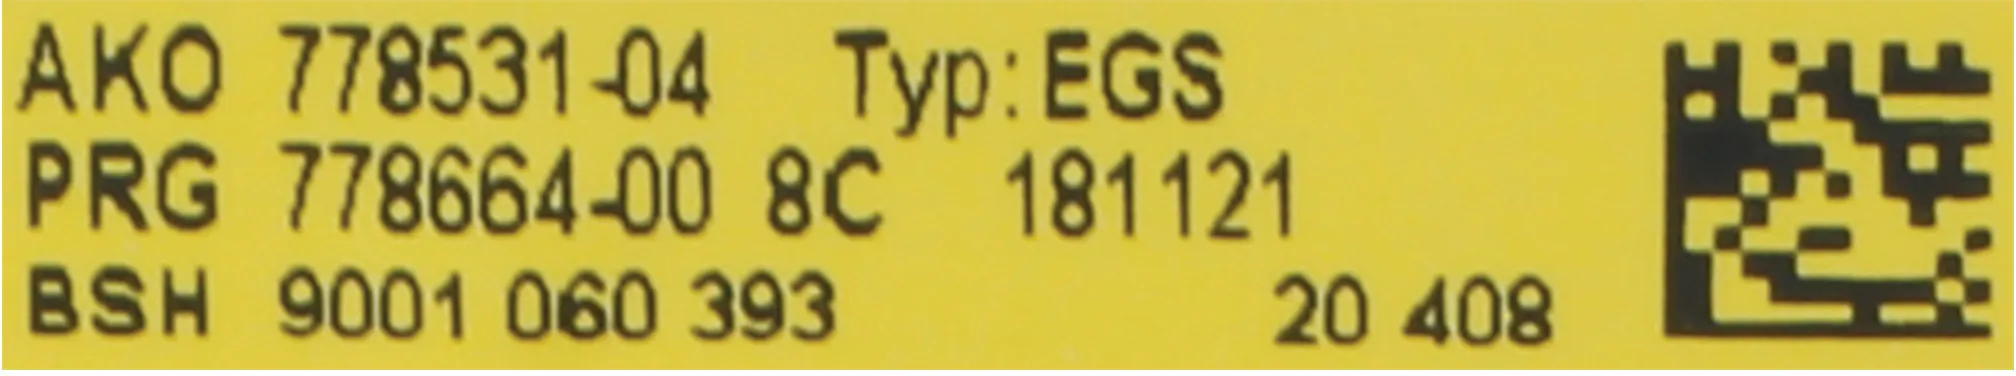 AKO 778531-04 Typ:EGS
PRG 778664-00 8C 181121
BSH 9001 060 393 20 408